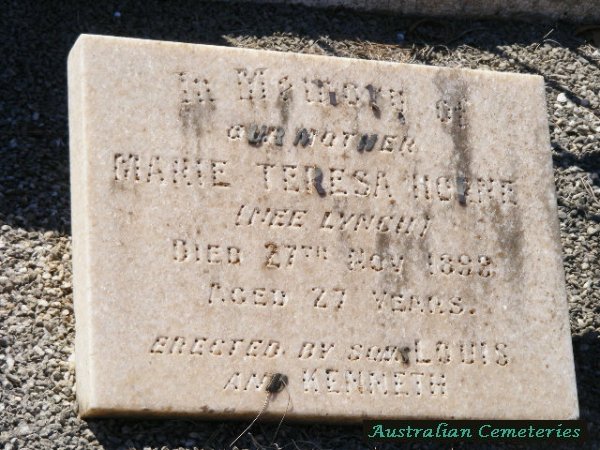 In Memory of
our mother
Marie Teresa Horne
(nee Lynch)
Died 27th Nov 1898
Aged 27 years.
Erected by sons Louis
and Kenneth
Australian Cemeteries